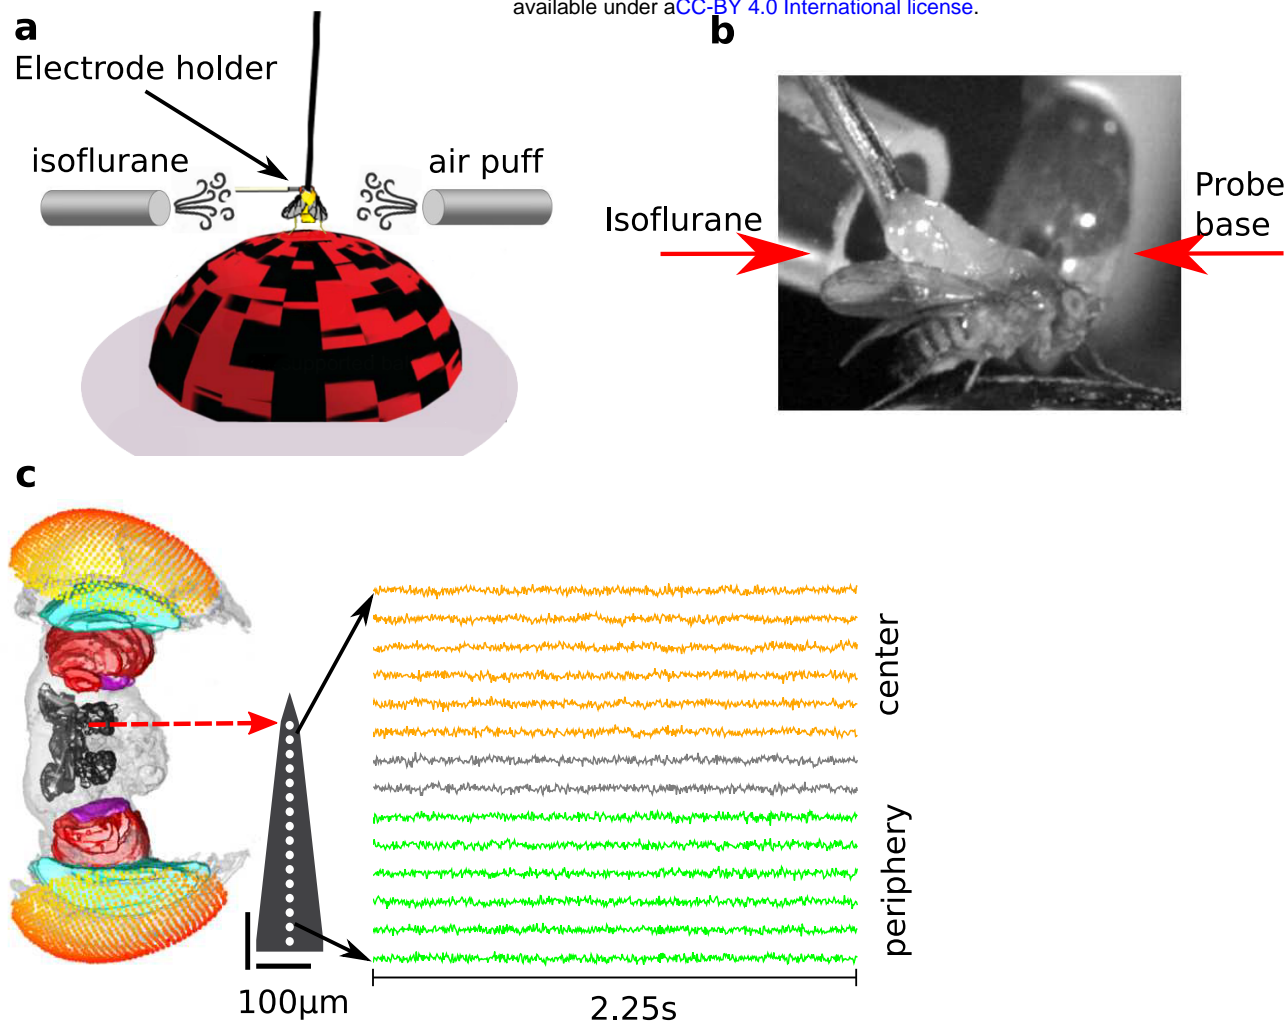 available under aCC-BY 4.0 International license.
a
Electrode holder
isoflurane
air puff
b
Isoflurane
Probe
base
c
center
periphery
100µm
2.25s